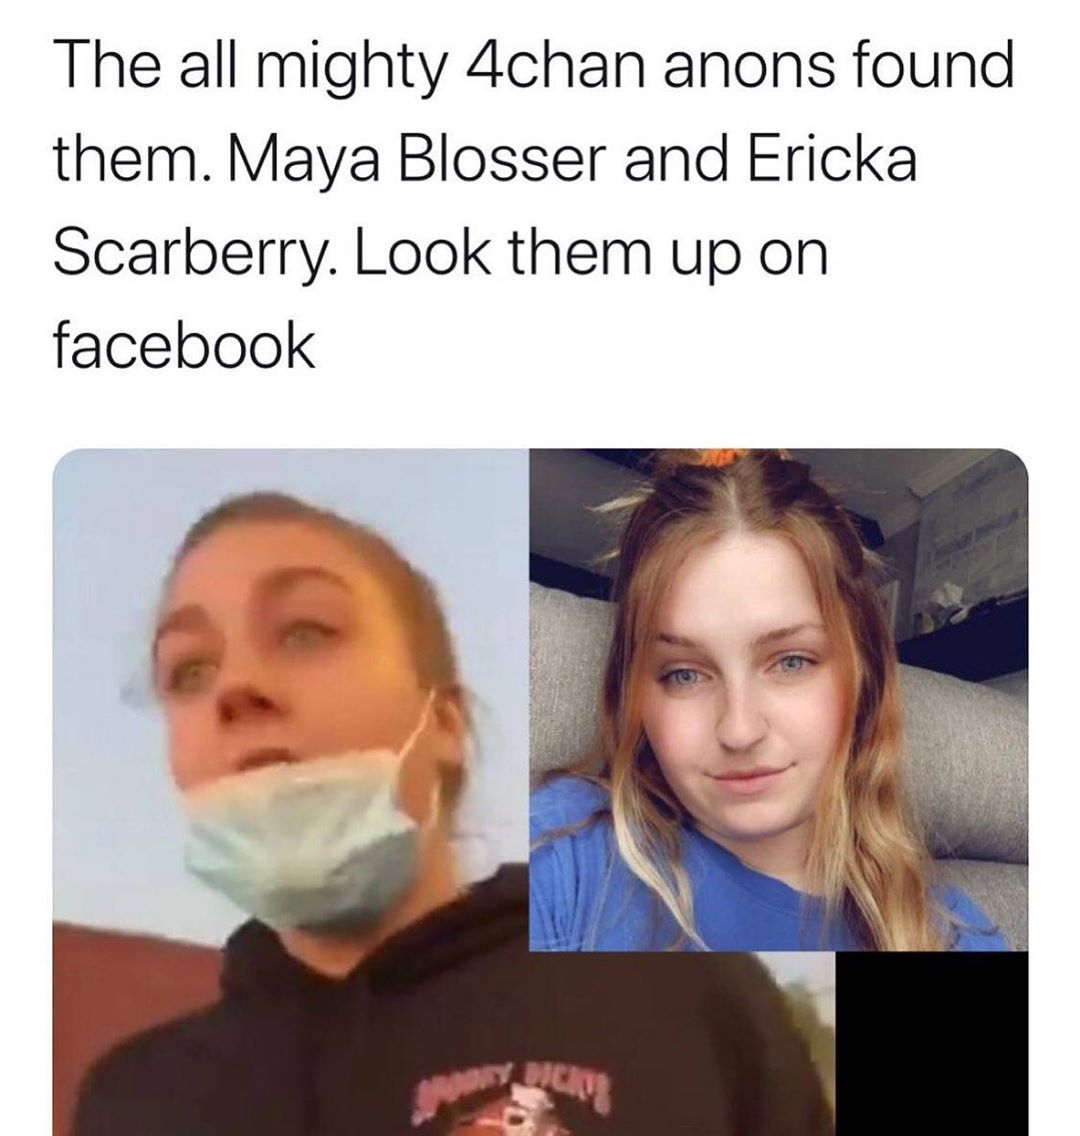 The all mighty 4chan anons found
them. Maya Blosser and Ericka
Scarberry. Look them up on
facebook